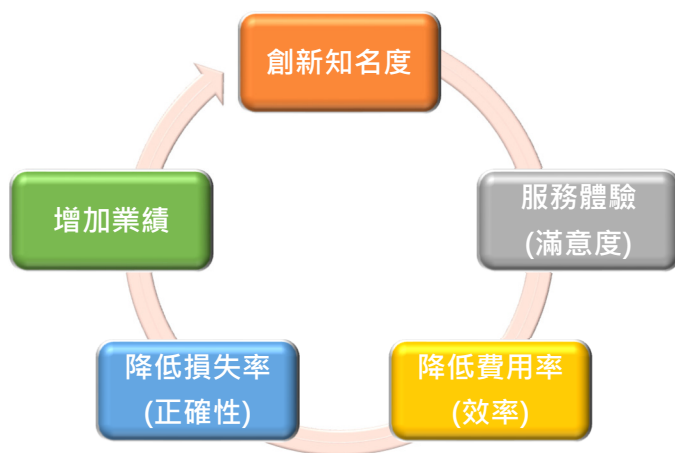 創新知名度
服務體驗
(滿意度)
降低費用率
(效率)
降低損失率
(正確性)
增加業績